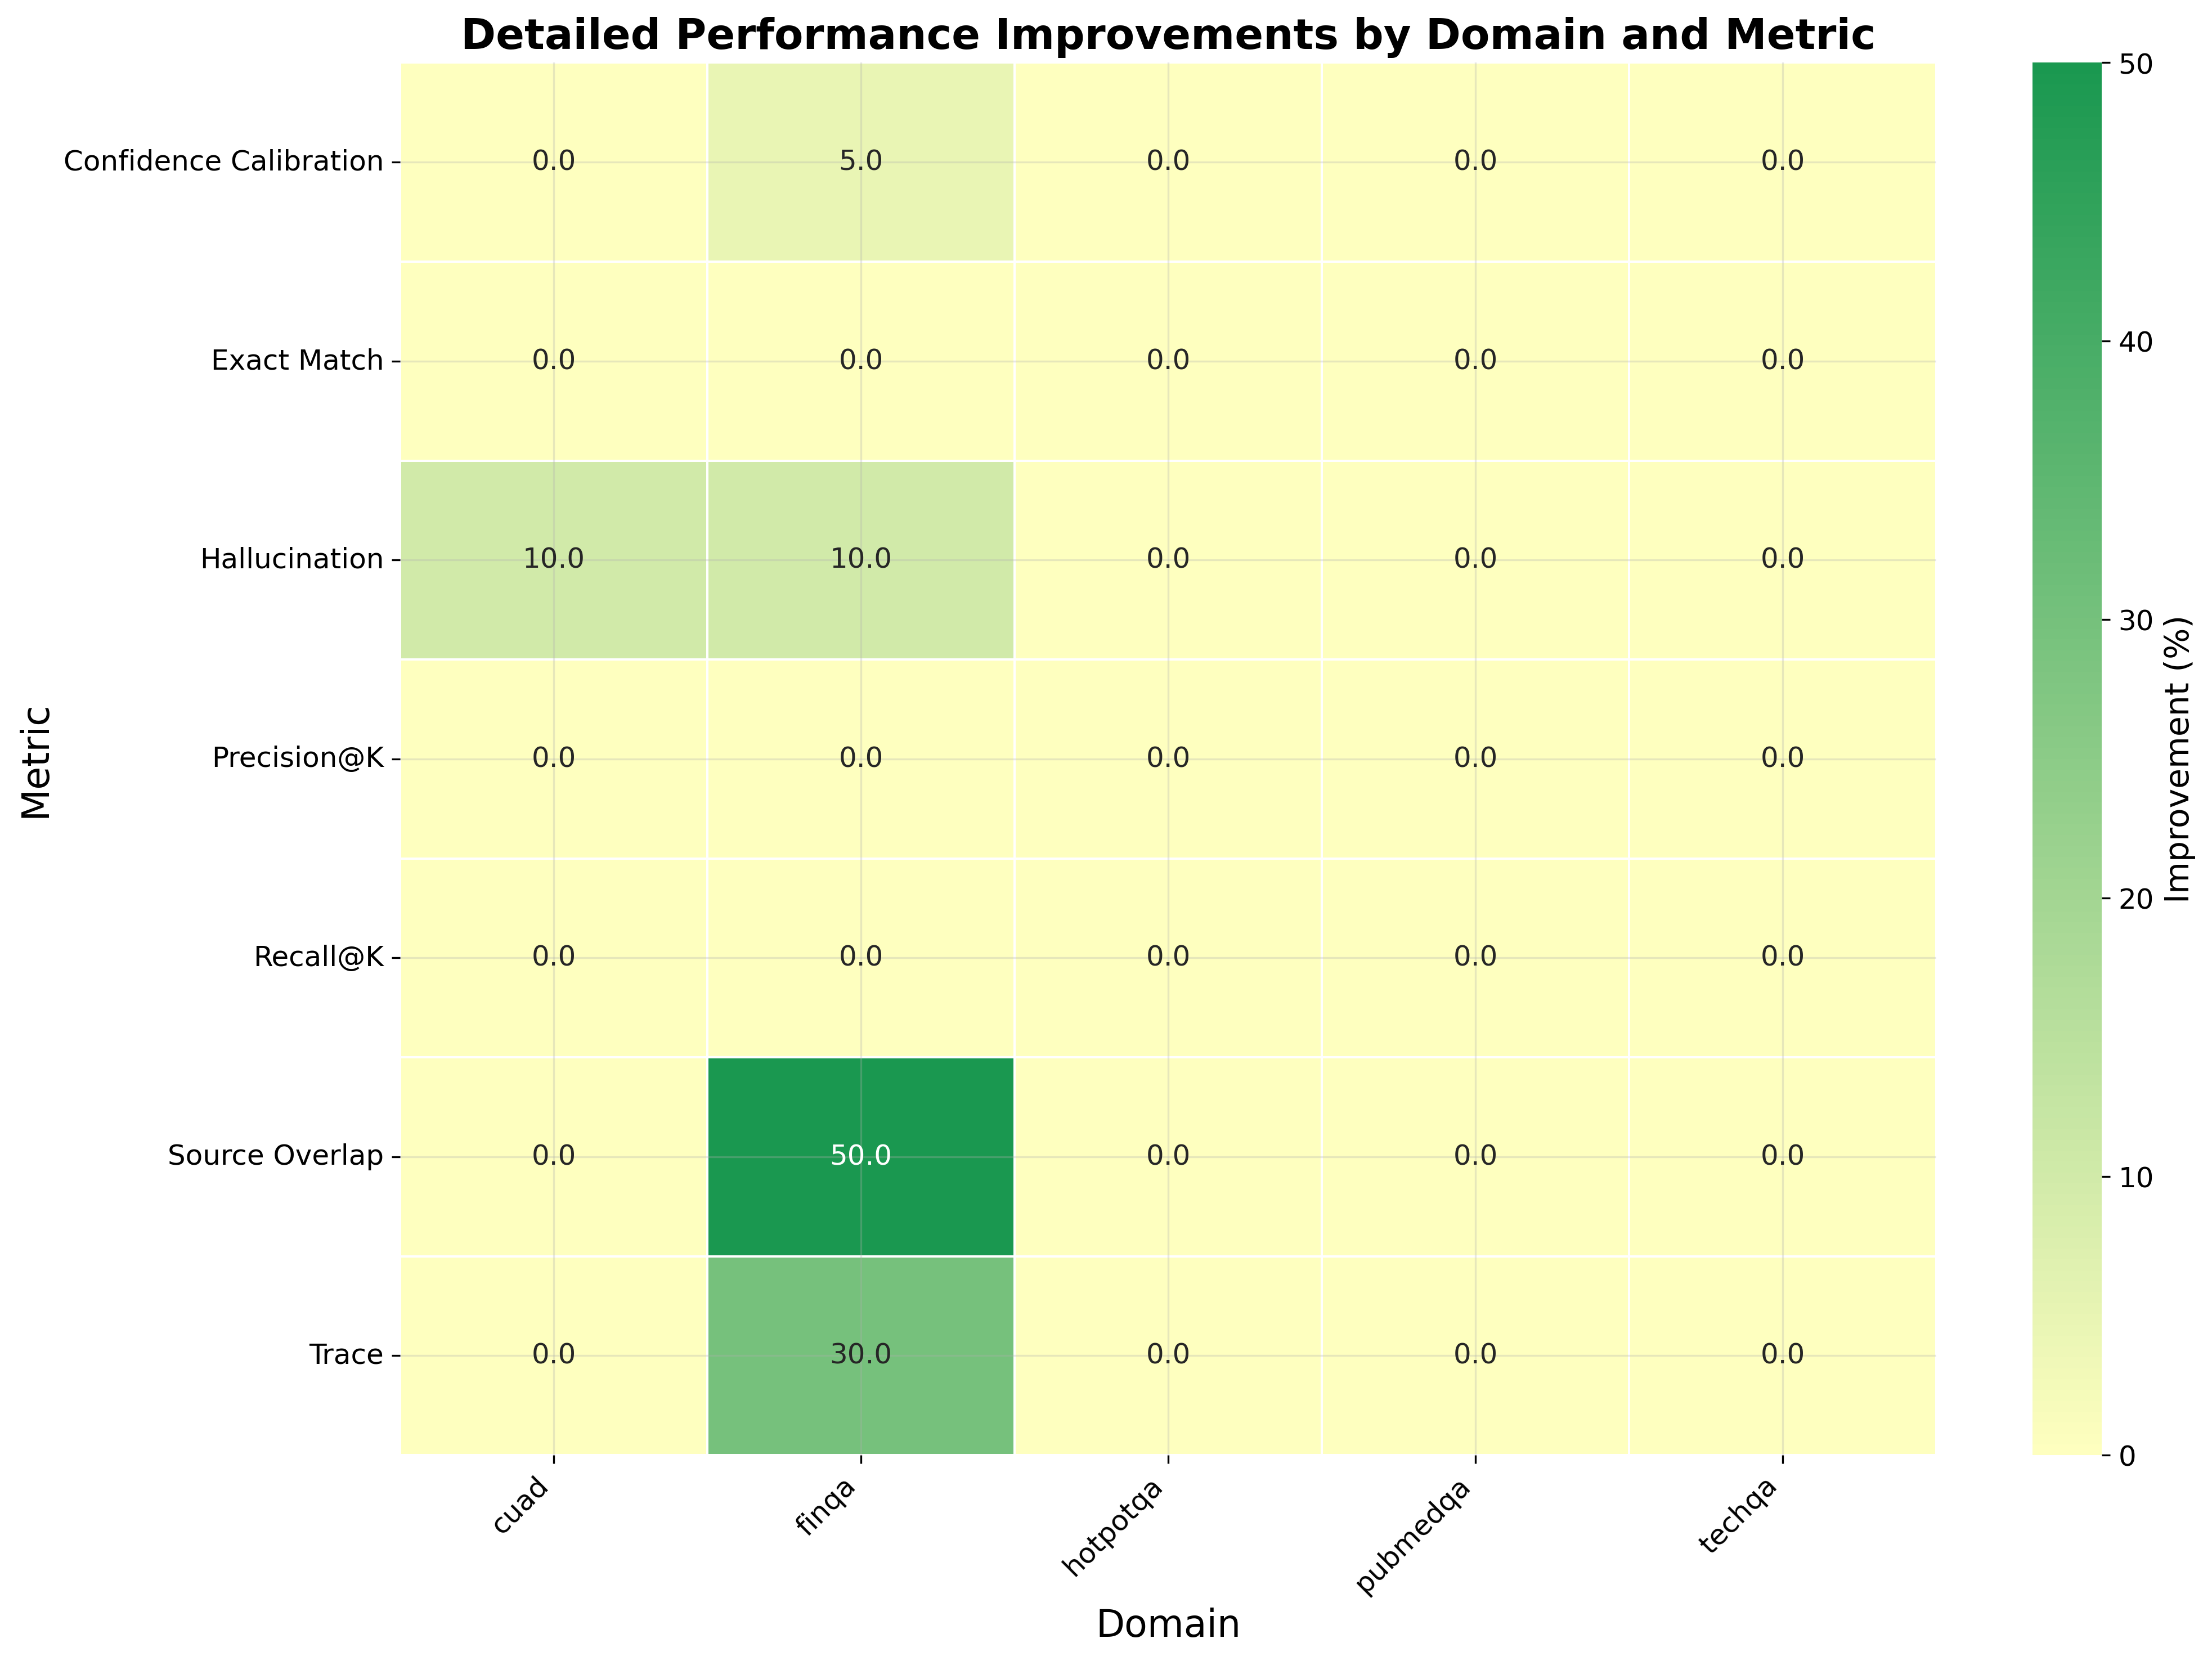 Detailed Performance Improvements by Domain and Metric
Metric
Confidence Calibration 0.0 5.0 0.0 0.0 0.0
Exact Match 0.0 0.0 0.0 0.0 0.0
Hallucination 10.0 10.0 0.0 0.0 0.0
Precision@K 0.0 0.0 0.0 0.0 0.0
Recall@K 0.0 0.0 0.0 0.0 0.0
Source Overlap 0.0 50.0 0.0 0.0 0.0
Trace 0.0 30.0 0.0 0.0 0.0
cuad finqa hotpotqa pubmedqa techqa
Domain
50
40
30
20
10
0
Improvement (%)